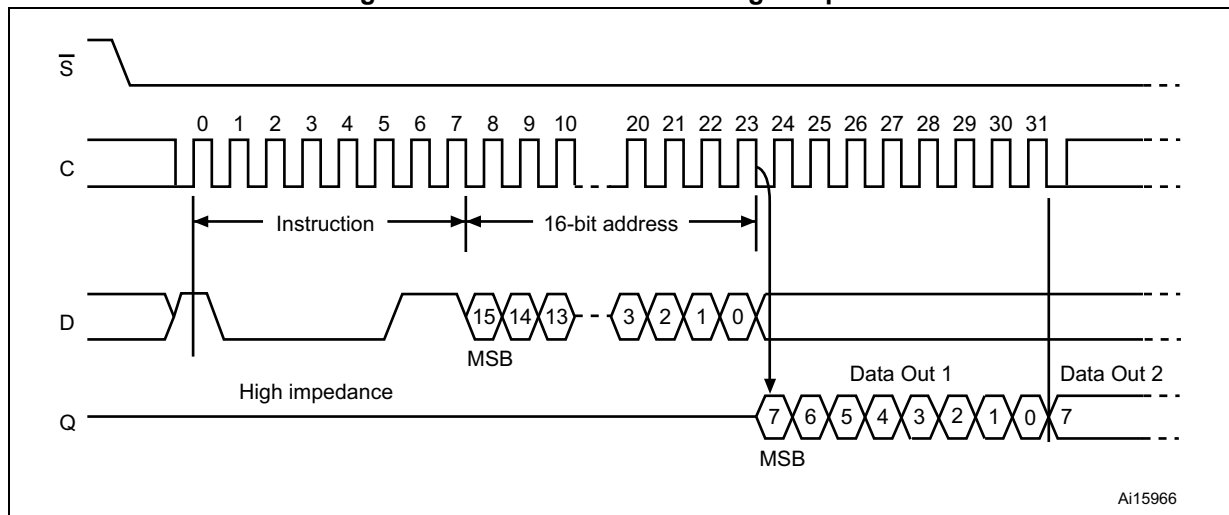 S
0 1 2 3 4 5 6 7 8 9 10 20 21 22 23 24 25 26 27 28 29 30 31
C
Instruction 16-bit address
D
15 14 13 3 2 1 0
MSB
High impedance
Data Out 1 Data Out 2
Q
7 6 5 4 3 2 1 0 7
MSB
Ai15966